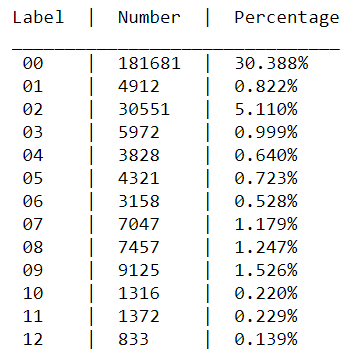 Label | Number | Percentage
_______________________________
00 | 181681 | 30.388%
01 | 4912 | 0.822%
02 | 30551 | 5.110%
03 | 5972 | 0.999%
04 | 3828 | 0.640%
05 | 4321 | 0.723%
06 | 3158 | 0.528%
07 | 7047 | 1.179%
08 | 7457 | 1.247%
09 | 9125 | 1.526%
10 | 1316 | 0.220%
11 | 1372 | 0.229%
12 | 833 | 0.139%